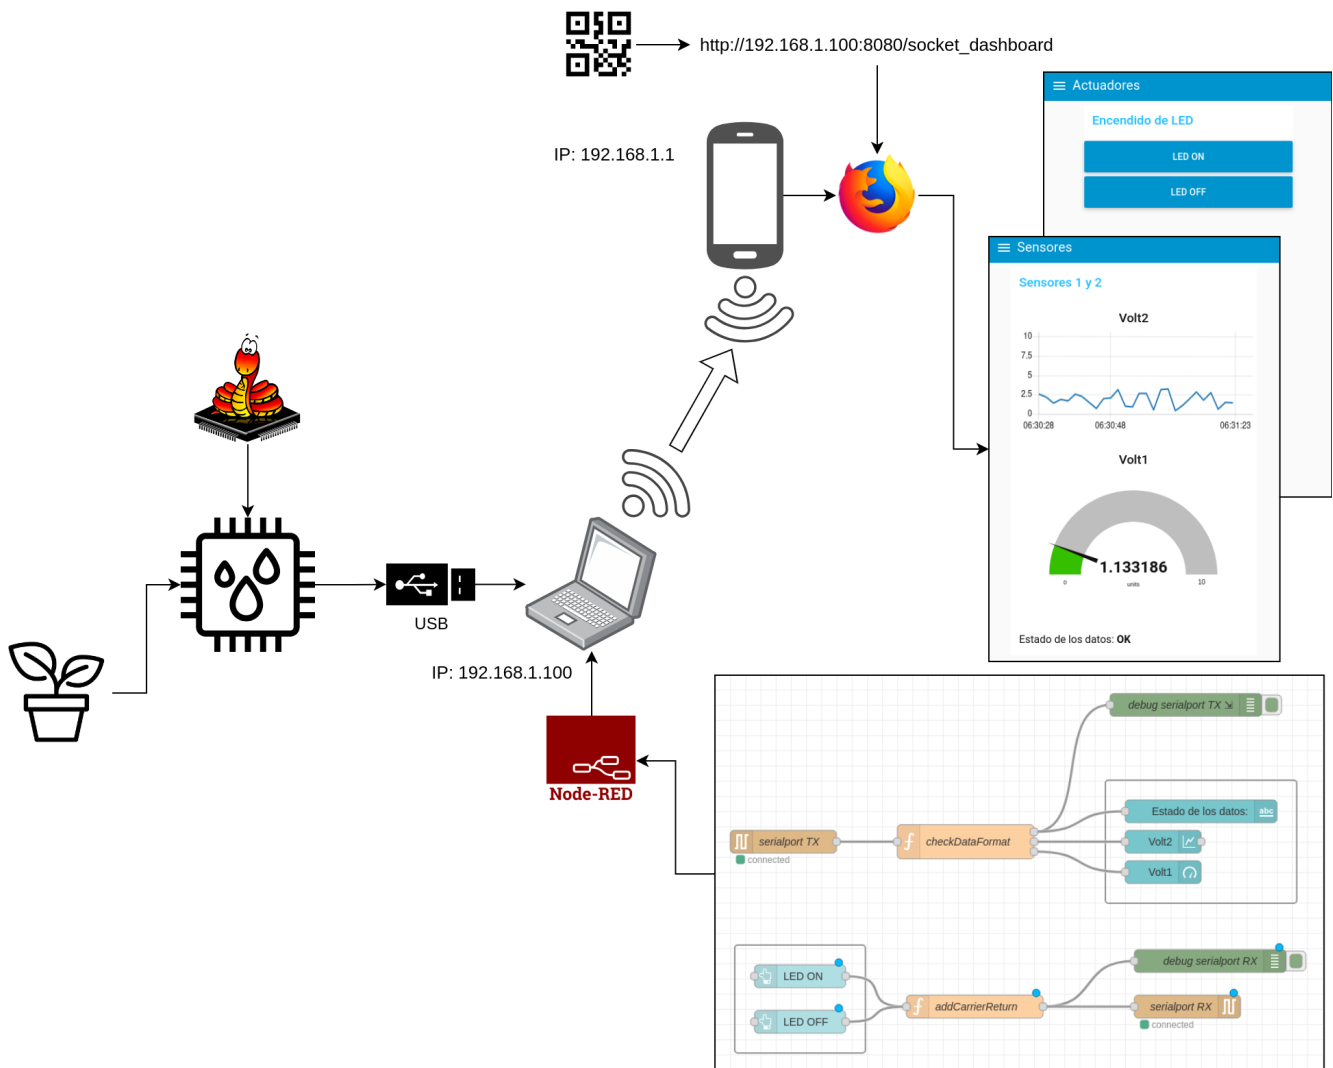 http://192.168.1.100:8080/socket_dashboard
IP: 192.168.1.1
Actuadores
Encendido de LED
LED ON
LED OFF
Sensores
Sensores 1 y 2
Volt2
10
7.5
5
2.5
0
06:30:28 06:30:48 06:31:23
Volt1
1.133186
0 units 10
Estado de los datos: OK
USB
IP: 192.168.1.100
Node-RED
debug serialport TX
Estado de los datos: abc
serialport TX
connected
checkDataFormat
Volt2
Volt1
LED ON
LED OFF
addCarrierReturn
debug serialport RX
serialport RX
connected